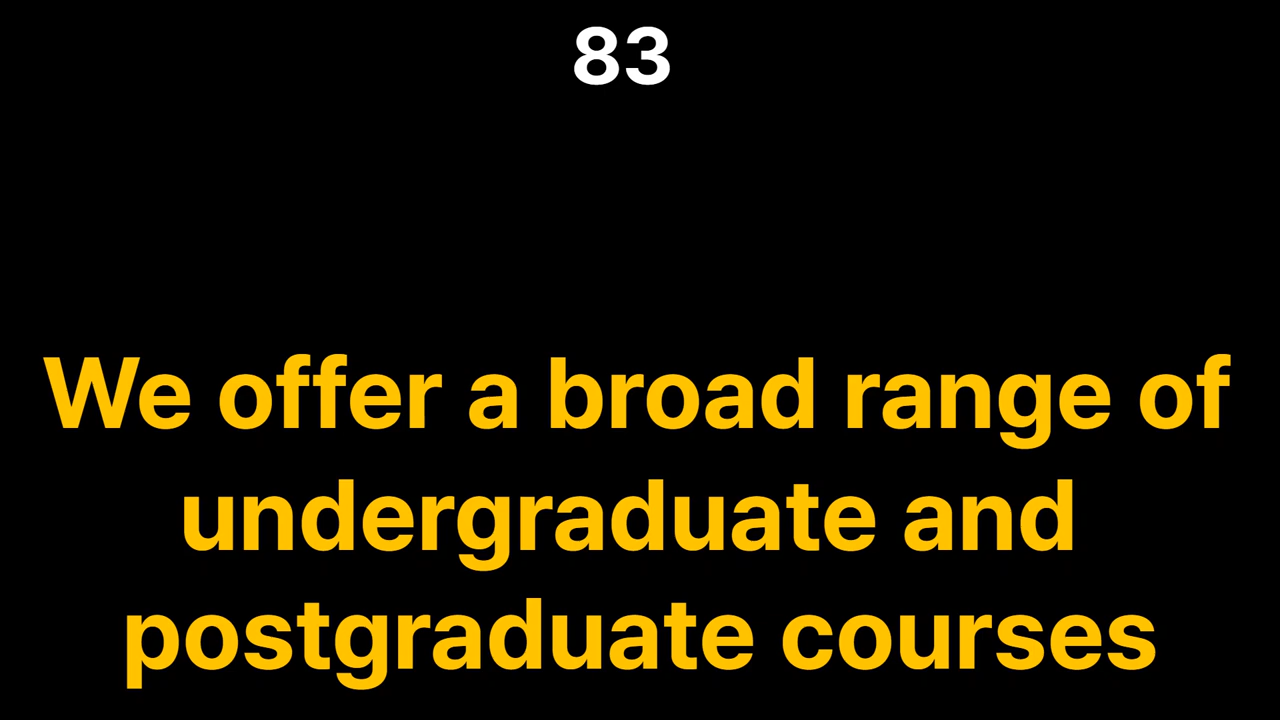 83
We offer a broad range of
undergraduate and
postgraduate courses